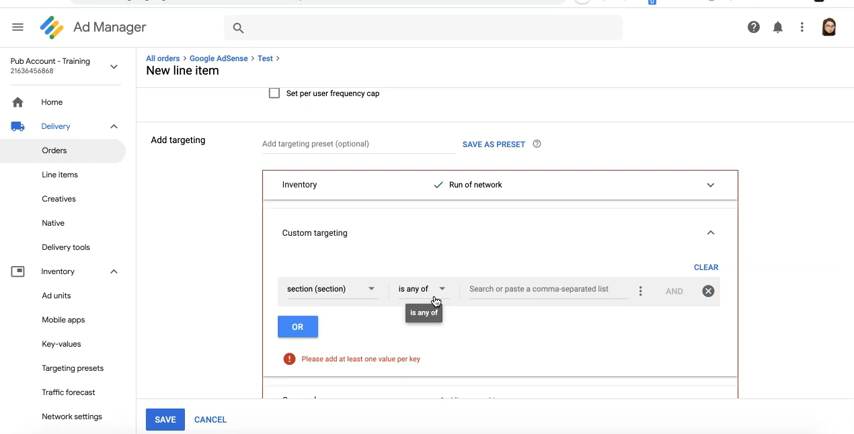 Ad Manager
Pub Account - Training
21636456868
All orders > Google AdSense > Test >
New line item
Home
Delivery
Orders
Line items
Creatives
Native
Delivery tools
Inventory
Ad units
Mobile apps
Key-values
Targeting presets
Traffic forecast
Network settings
Set per user frequency cap
Add targeting
Add targeting preset (optional)
SAVE AS PRESET
Inventory
Run of network
Custom targeting
CLEAR
section (section)
is any of
Search or paste a comma-separated list
AND
is any of
OR
Please add at least one value per key
SAVE
CANCEL